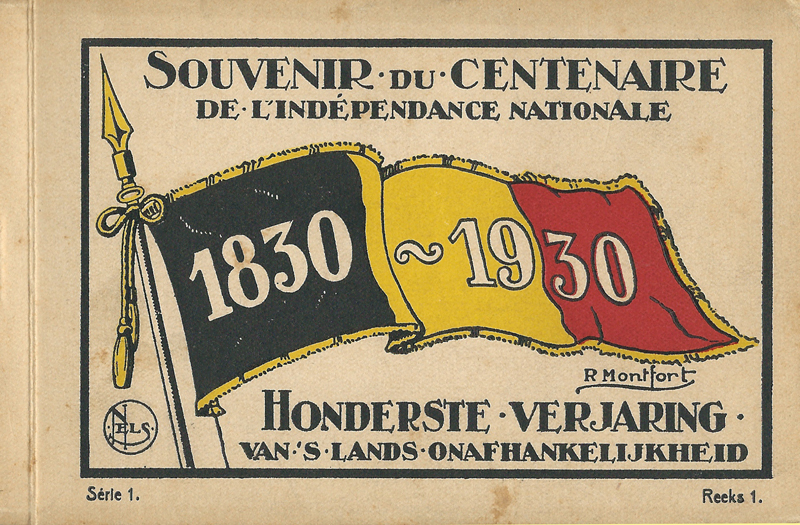 SOUVENIR·DU·CENTENAIRE
DE·L'INDÉPENDANCE NATIONALE
1830 ~ 1930
R MONTFORT
NELS
HONDERSTE·VERJARING·
VAN·'S·LANDS·ONAFHANKELIJKHEID
Série 1.
Reeks 1.